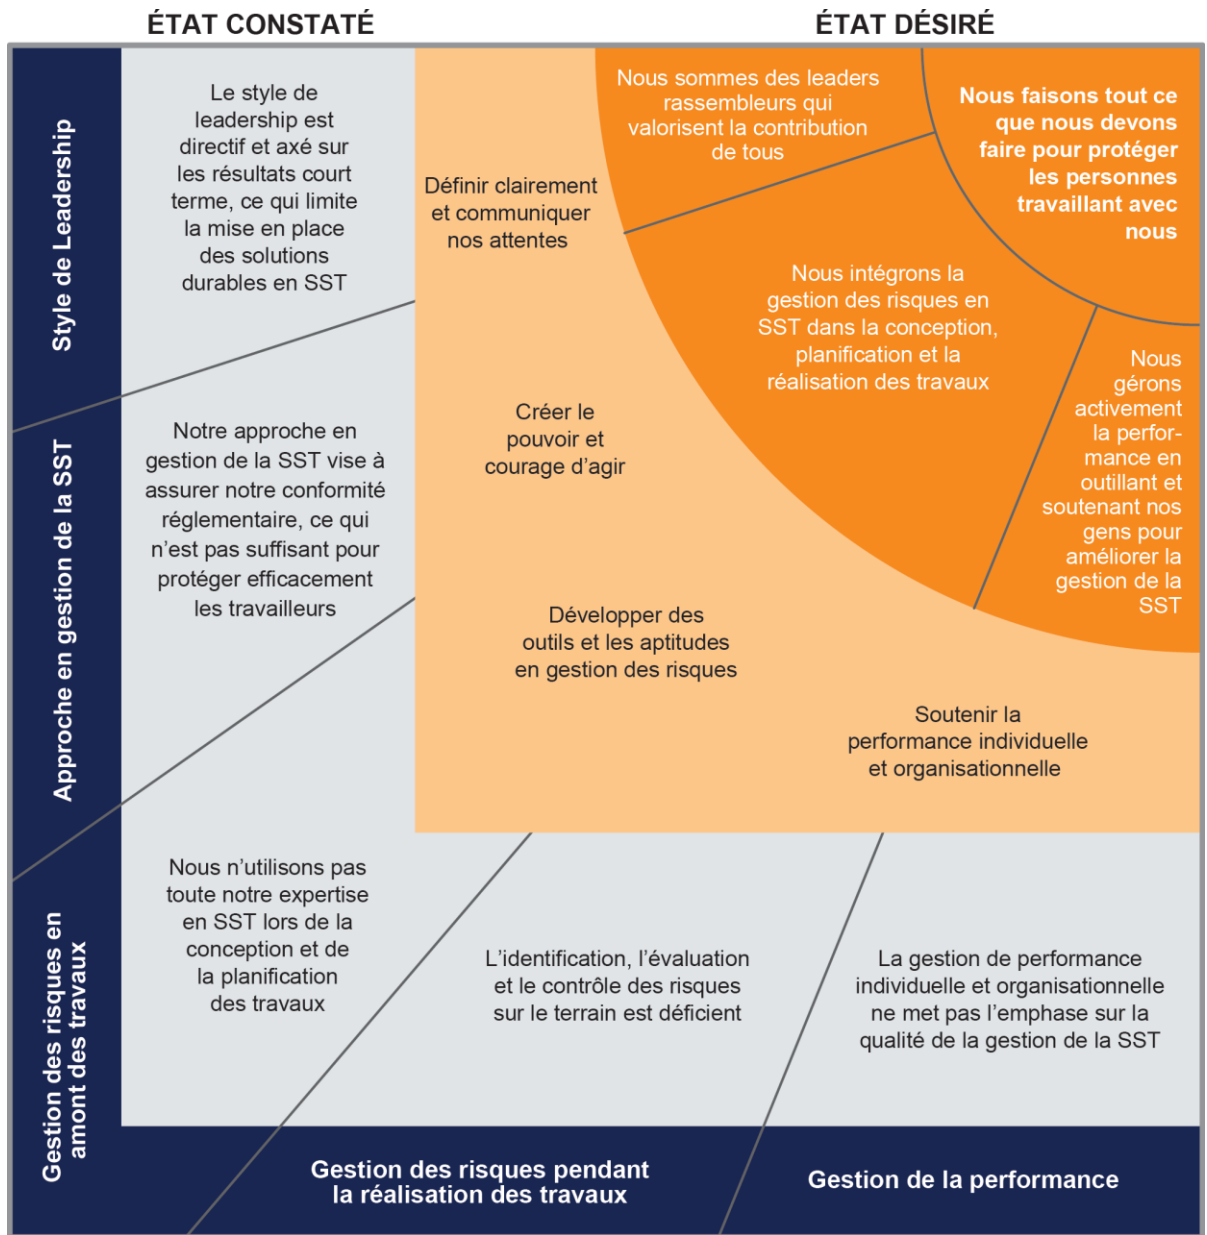 ÉTAT CONSTATÉ
ÉTAT DÉSIRÉ
Style de Leadership
Le style de
leadership est
directif et axé sur
les résultats court
terme, ce qui limite
la mise en place
des solutions
durables en SST
Définir clairement
et communiquer
nos attentes
Nous sommes des leaders
rassembleurs qui
valorisent la contribution
de tous
Nous faisons tout ce
que nous devons
faire pour protéger
les personnes
travaillant avec
nous
Nous intégrons la
gestion des risques en
SST dans la conception,
planification et la
réalisation des travaux
Nous
gérons
activement
la perfor-
mance en
outillant et
soutenant nos
gens pour
améliorer la
gestion de la
SST
Approche en gestion de la SST
Notre approche en
gestion de la SST vise à
assurer notre conformité
réglementaire, ce qui
n’est pas suffisant pour
protéger efficacement
les travailleurs
Créer le
pouvoir et
courage d’agir
Développer des
outils et les aptitudes
en gestion des risques
Soutenir la
performance individuelle
et organisationnelle
Gestion des risques en
amont des travaux
Nous n’utilisons pas
toute notre expertise
en SST lors de la
conception et de
la planification
des travaux
L’identification, l’évaluation
et le contrôle des risques
sur le terrain est déficient
La gestion de performance
individuelle et organisationnelle
ne met pas l’emphase sur la
qualité de la gestion de la SST
Gestion des risques pendant
la réalisation des travaux
Gestion de la performance